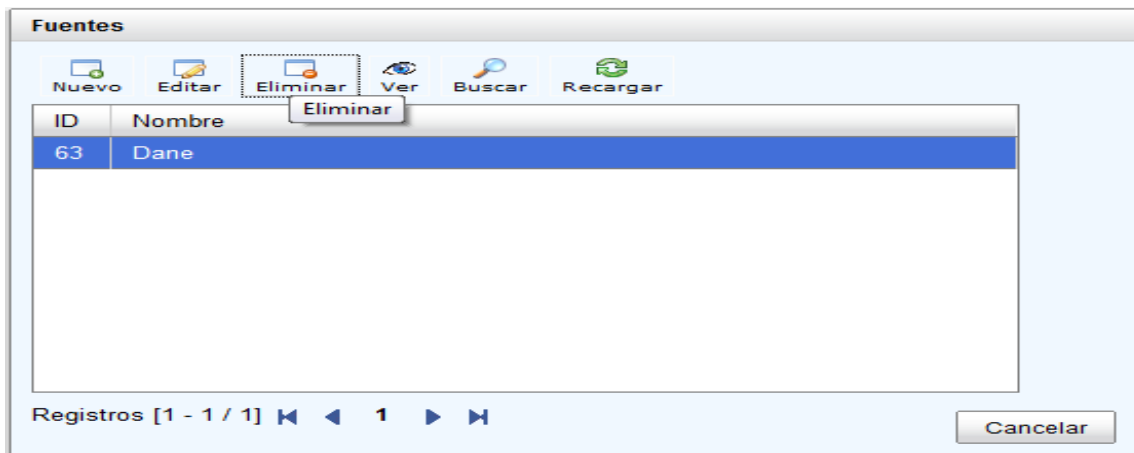 Fuentes
Nuevo Editar Eliminar Ver Buscar Recargar
Eliminar
ID Nombre
63 Dane
Registros [1 - 1 / 1] 1
Cancelar